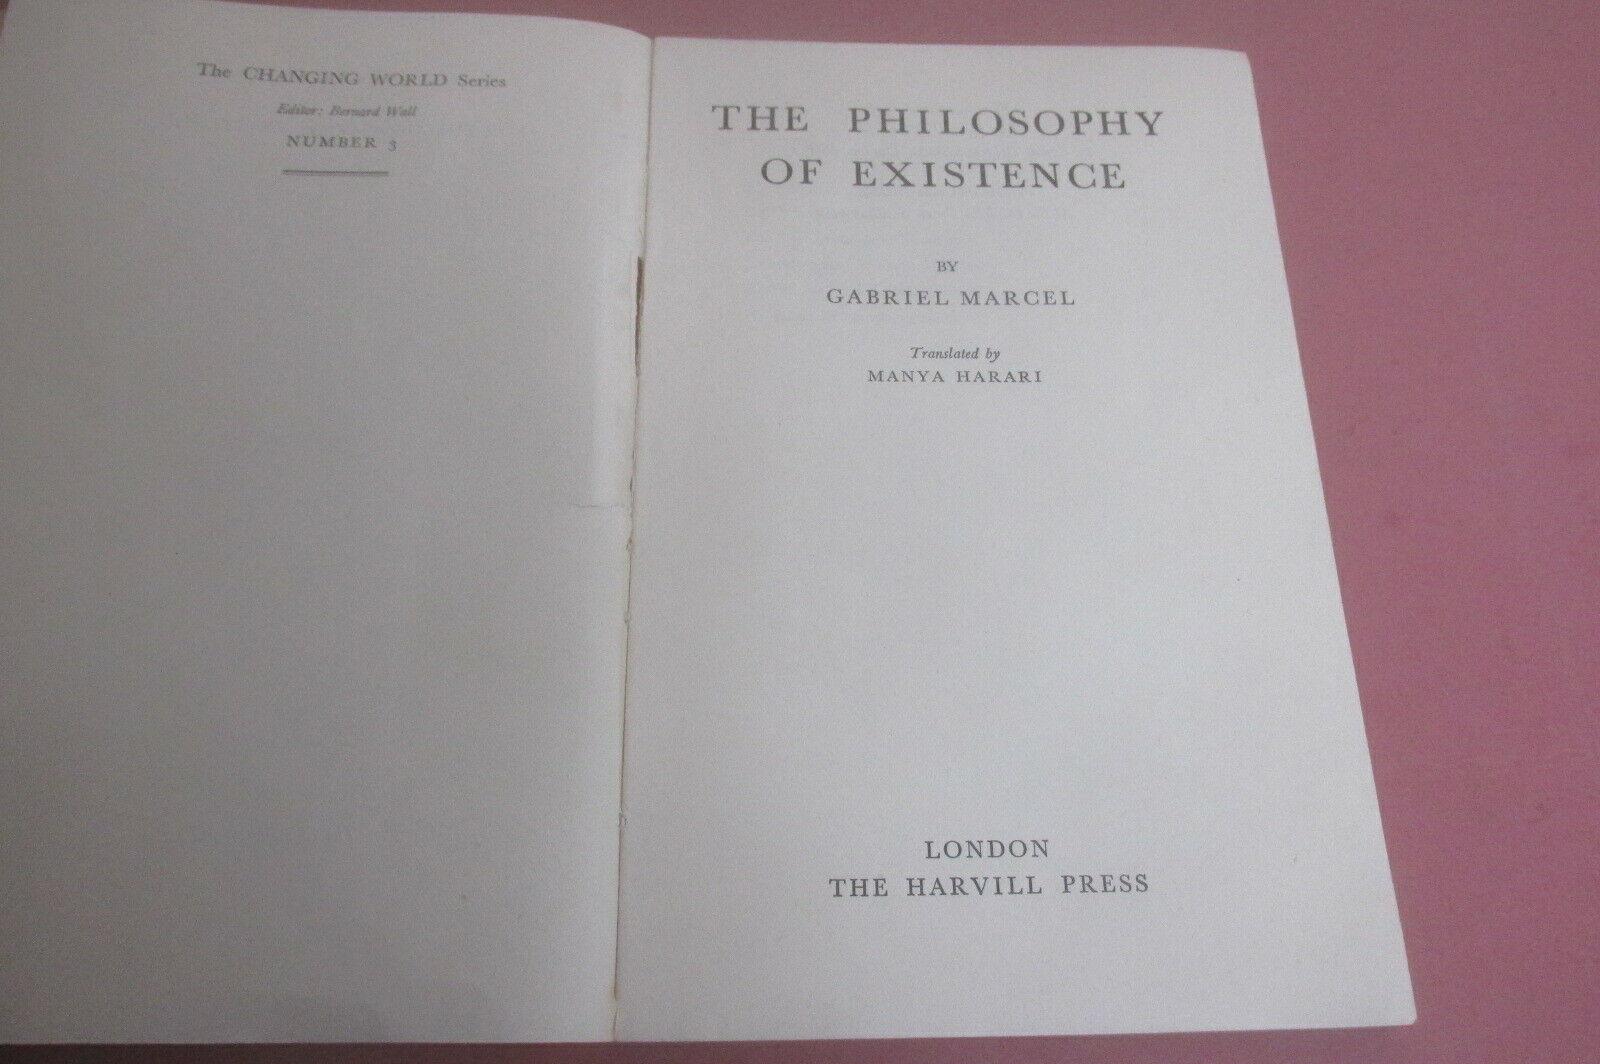 The CHANGING WORLD Series
Editor: Bernard Wall
NUMBER 3
THE PHILOSOPHY
OF EXISTENCE
BY
GABRIEL MARCEL
Translated by
MANYA HARARI
LONDON
THE HARVILL PRESS